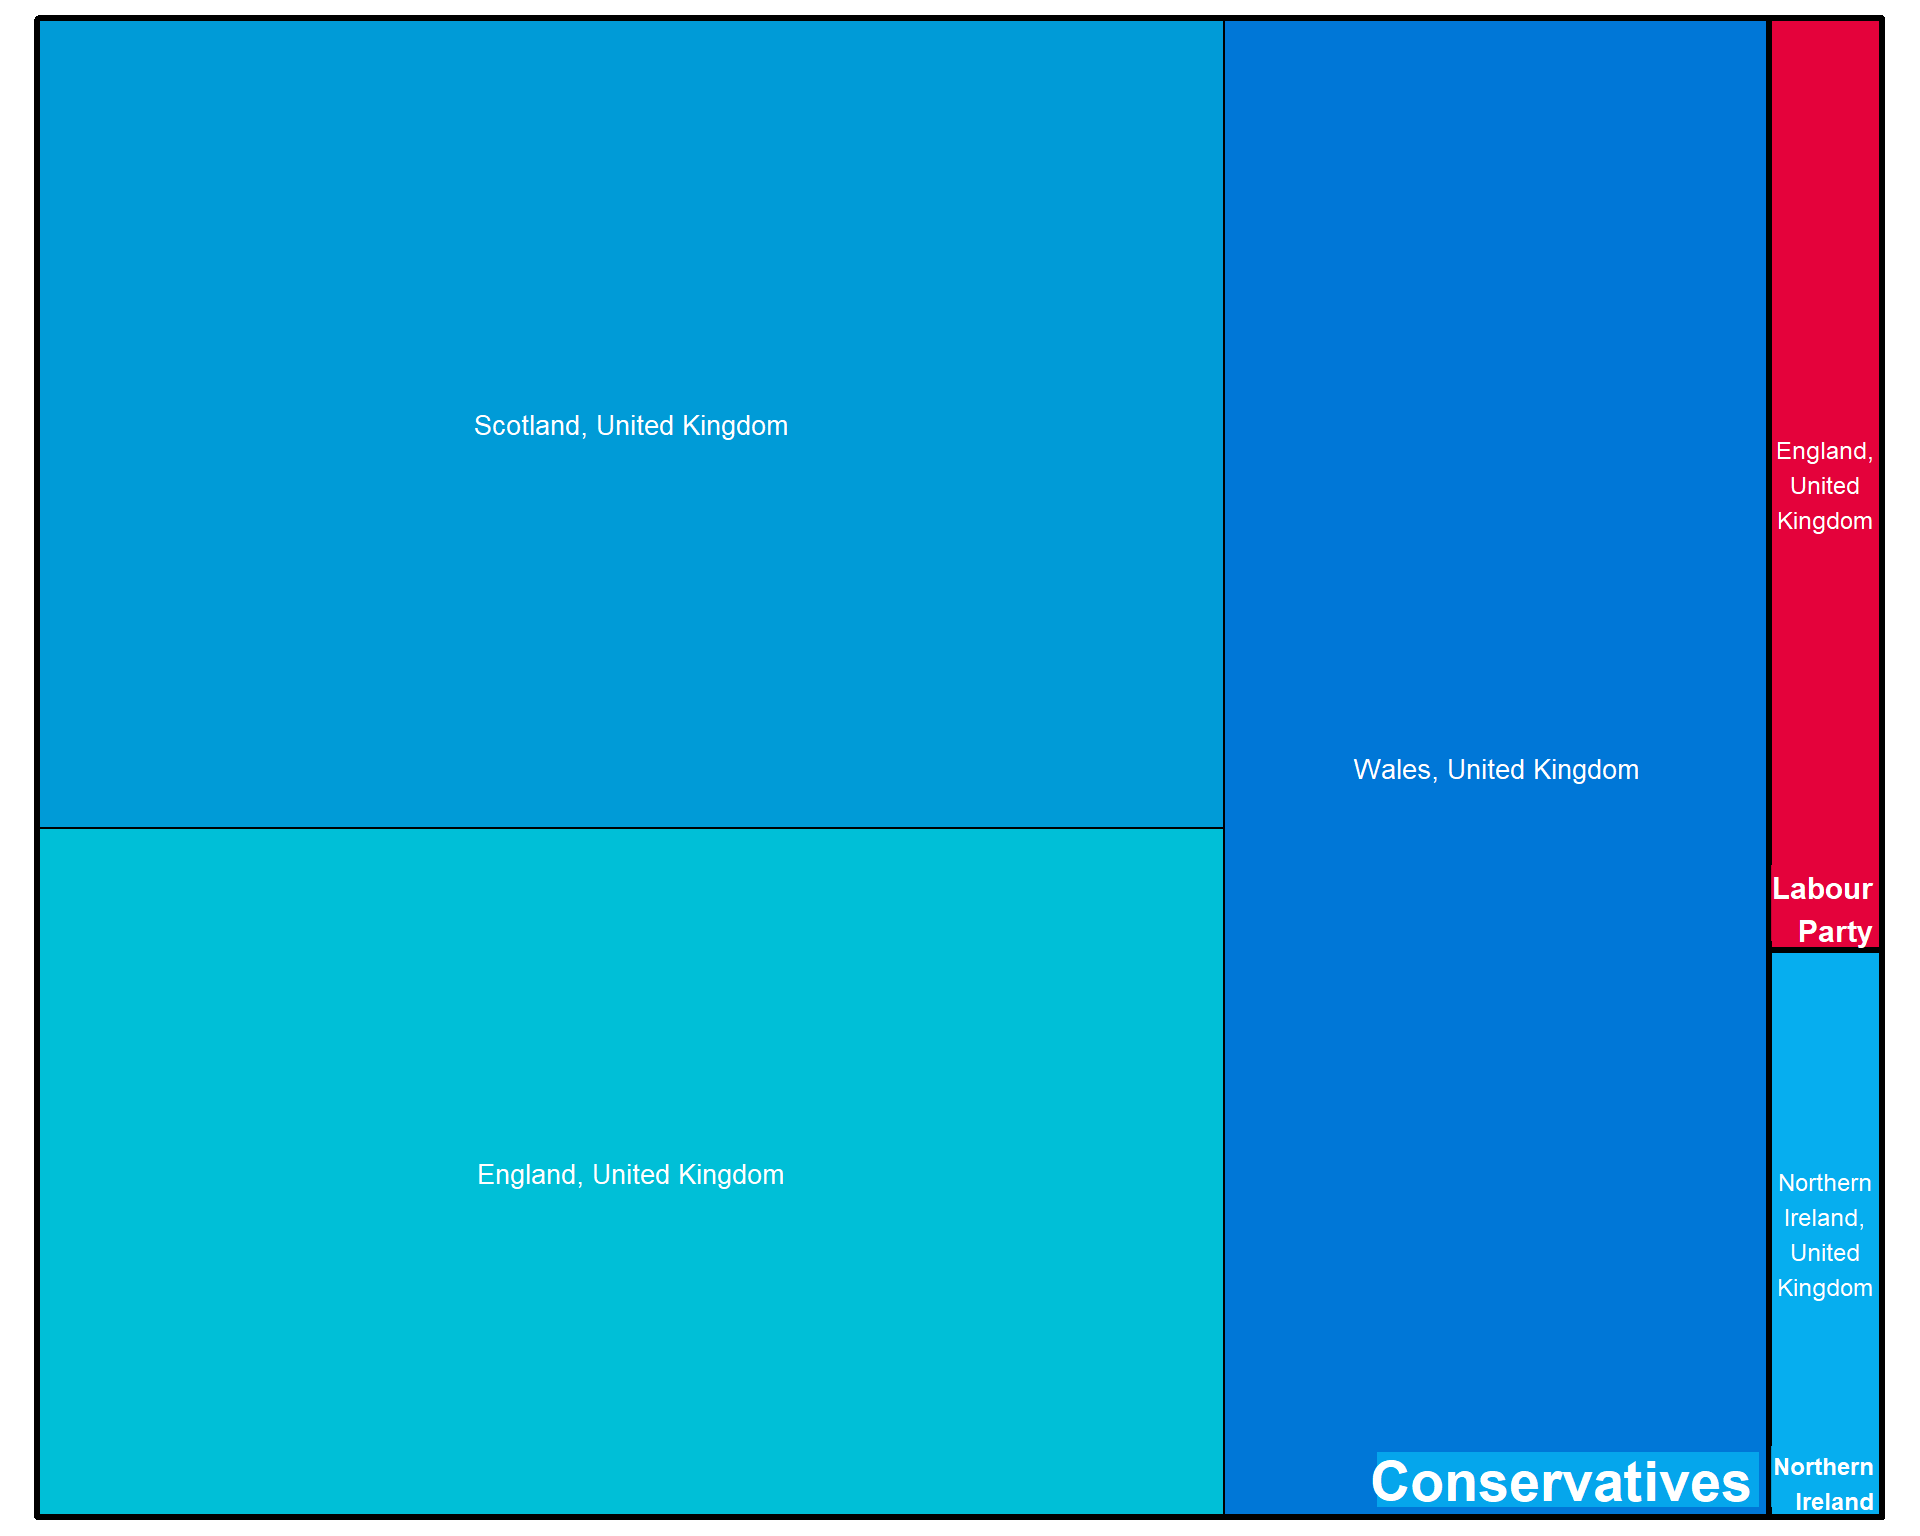 Scotland, United Kingdom
England, United Kingdom
Wales, United Kingdom
Conservatives
England,
United
Kingdom
Labour
Party
Northern
Ireland,
United
Kingdom
Northern
Ireland